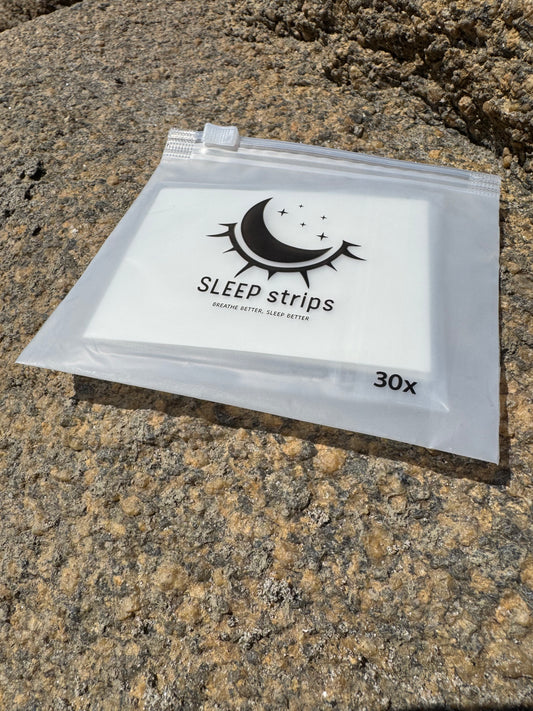 SLEEP strips
BREATHE BETTER, SLEEP BETTER
30x